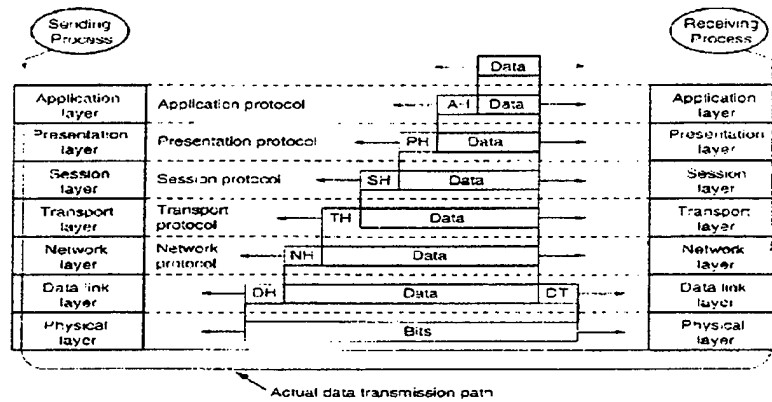 Sending Process
Receiving Process
Data
Application layer
Application protocol
AH
Data
Application layer
Presentation layer
Presentation protocol
PH
Data
Presentation layer
Session layer
Session protocol
SH
Data
Session layer
Transport layer
Transport protocol
TH
Data
Transport layer
Network layer
Network protocol
NH
Data
Network layer
Data link layer
DH
Data
DT
Data link layer
Physical layer
Bits
Physical layer
Actual data transmission path